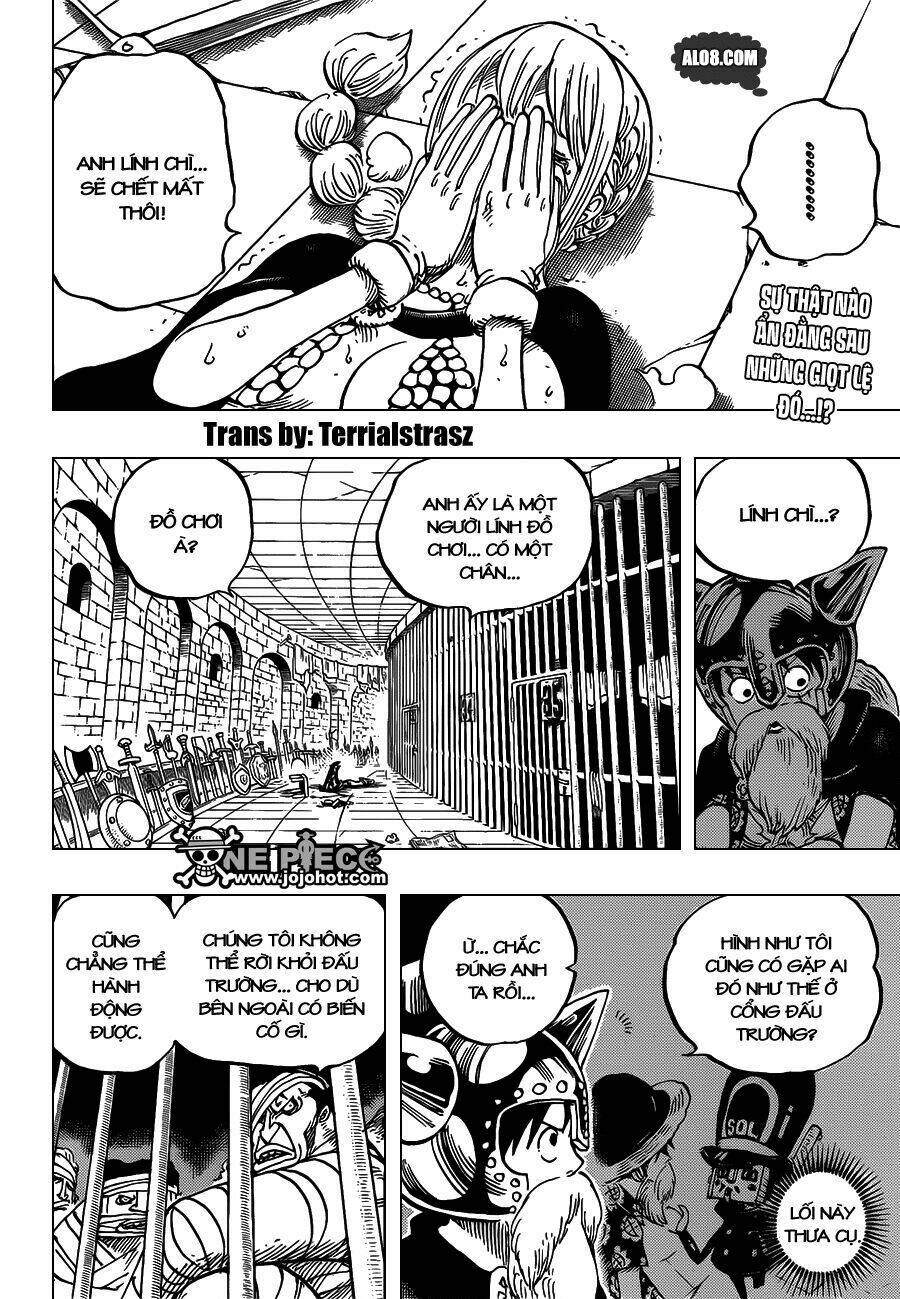 ALO8.COM
..........
ANH LÍNH CHÌ...
SẼ CHẾT MẤT
THÔI!
SỰ THẬT NÀO
ẨN ĐẰNG SAU
NHỮNG GIỌT LỆ
ĐÓ...!?
Trans by: Terrialstrasz
LÍNH CHÌ...?
ANH ẤY LÀ MỘT
NGƯỜI LÍNH ĐỒ
CHƠI... CÓ MỘT
CHÂN...
ĐỒ CHƠI
À?
35
ONE PIECE
www.jojohot.com
HÌNH NHƯ TÔI
CŨNG CÓ GẶP AI
ĐÓ NHƯ THẾ Ở
CỔNG ĐẤU
TRƯỜNG?
Ừ... CHẮC
ĐÚNG ANH
TA RỒI...
SOL
LỐI NÀY
THƯA CỤ.
CHÚNG TÔI KHÔNG
THỂ RỜI KHỎI ĐẤU
TRƯỜNG... CHO DÙ
BÊN NGOÀI CÓ BIẾN
CỐ GÌ.
CŨNG
CHẲNG THỂ
HÀNH
ĐỘNG
ĐƯỢC.